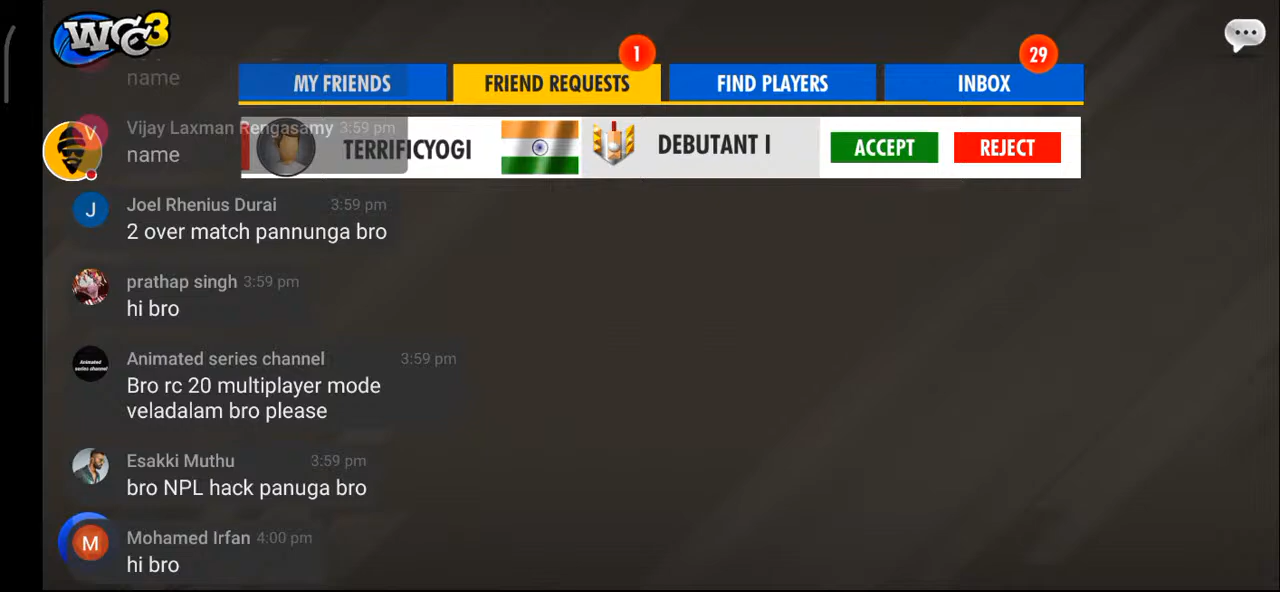 WCC3
MY FRIENDS
FRIEND REQUESTS
1
FIND PLAYERS
INBOX
29
TERRIFICYOGI
DEBUTANT I
ACCEPT
REJECT
name
V
Vijay Laxman Rengasamy 3:59 pm
name
J
Joel Rhenius Durai 3:59 pm
2 over match pannunga bro
prathap singh 3:59 pm
hi bro
Animated
series channel
Animated series channel 3:59 pm
Bro rc 20 multiplayer mode
veladalam bro please
Esakki Muthu 3:59 pm
bro NPL hack panuga bro
M
Mohamed Irfan 4:00 pm
hi bro